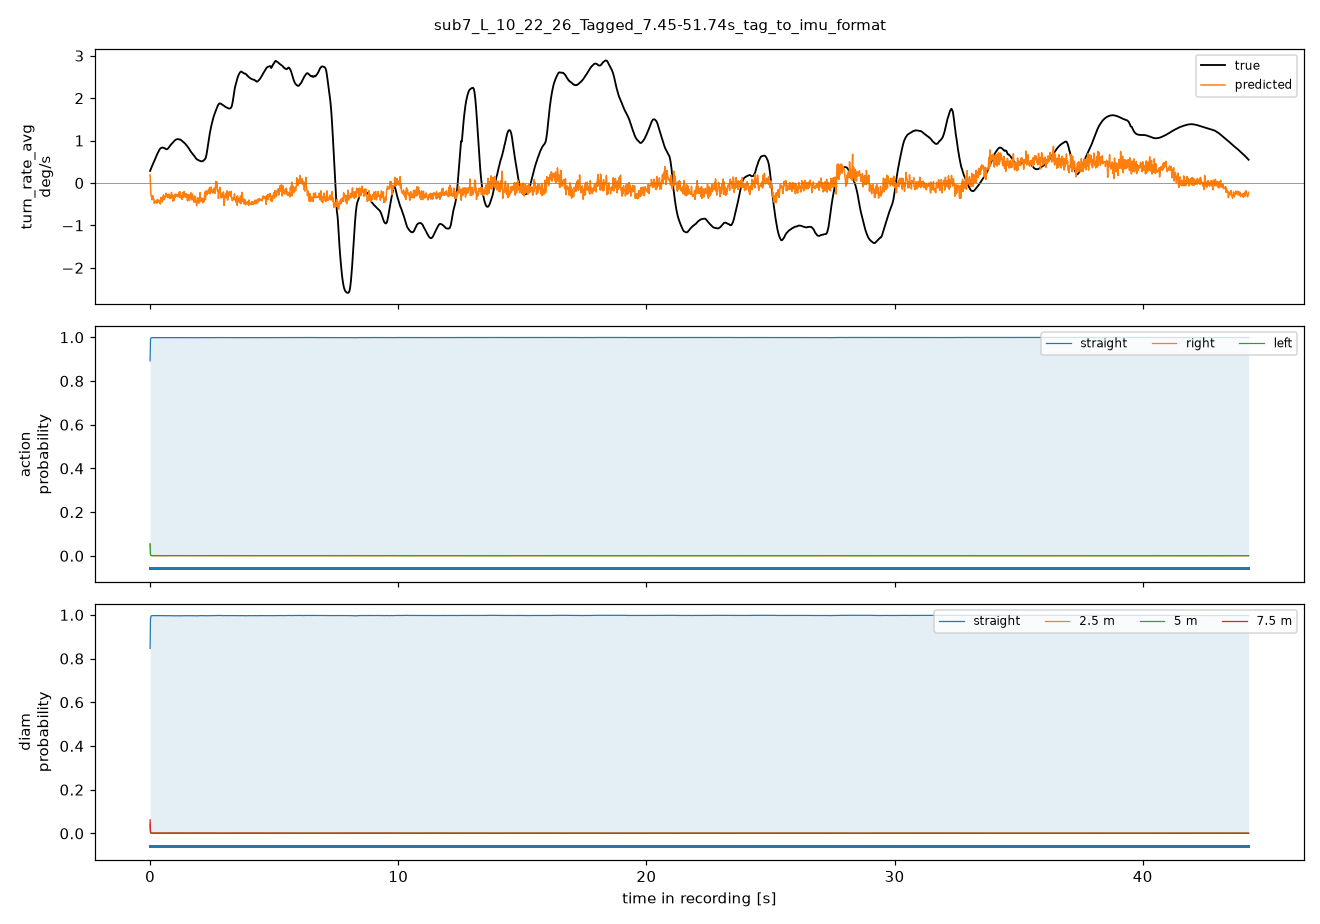 sub7_L_10_22_26_Tagged_7.45-51.74s_tag_to_imu_format
turn_rate_avg
deg/s
3
2
1
0
−1
−2
true
predicted
action
probability
1.0
0.8
0.6
0.4
0.2
0.0
straight right left
diam
probability
1.0
0.8
0.6
0.4
0.2
0.0
straight 2.5 m 5 m 7.5 m
0 10 20 30 40
time in recording [s]